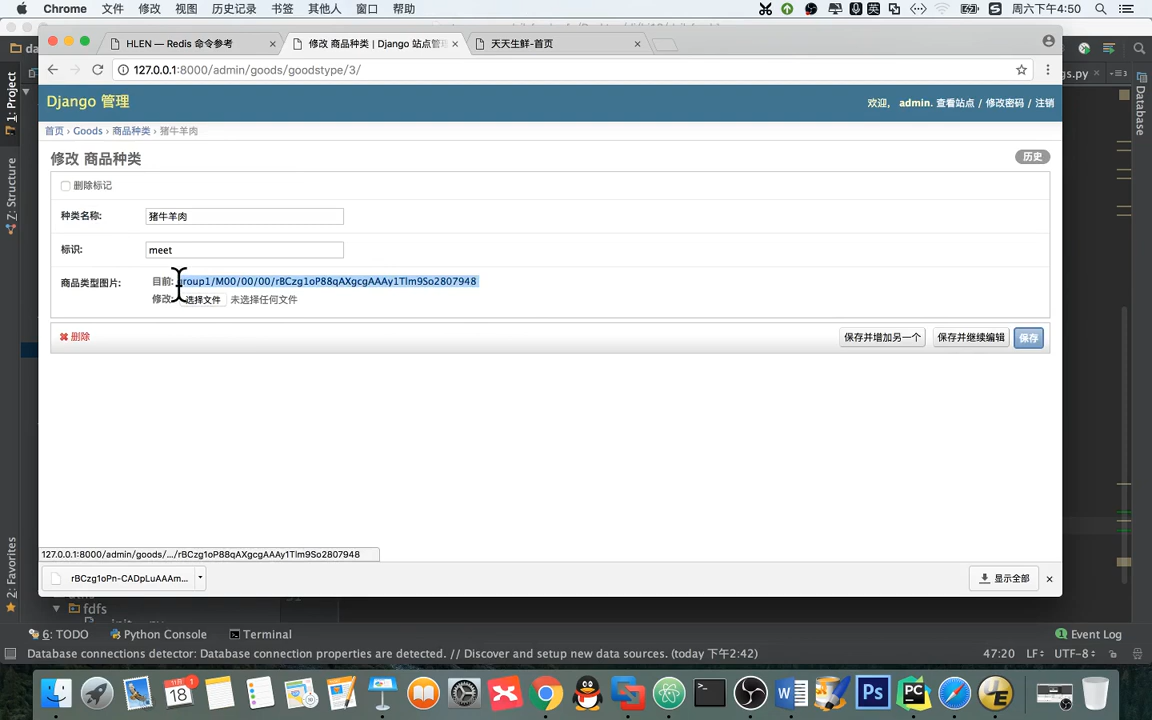 Chrome 文件 修改 视图 历史记录 书签 其他人 窗口 帮助
英 周六下午4:50
HLEN — Redis 命令参考 × 修改 商品种类 | Django 站点管理 × 天天生鲜-首页 ×
127.0.0.1:8000/admin/goods/goodstype/3/
gs.py
1: Project
Z: Structure
2: Favorites
Database
Django 管理
欢迎, admin. 查看站点 / 修改密码 / 注销
首页 › Goods › 商品种类 › 猪牛羊肉
修改 商品种类
历史
删除标记
种类名称: 猪牛羊肉
标识: meet
商品类型图片: 目前: group1/M00/00/00/rBCzg1oP88qAXgcgAAAy1Tlm9So2807948
修改: 选择文件 未选择任何文件
删除
保存并增加另一个 保存并继续编辑 保存
127.0.0.1:8000/admin/goods/.../rBCzg1oP88qAXgcgAAAy1Tlm9So2807948
rBCzg1oPn-CADpLuAAAm...
显示全部
fdfs
6: TODO Python Console Terminal
Event Log
Database connections detector: Database connection properties are detected. // Discover and setup new data sources. (today 下午2:42)
47:20 LF÷ UTF-8÷
18
1
W
Ps
PC
JE